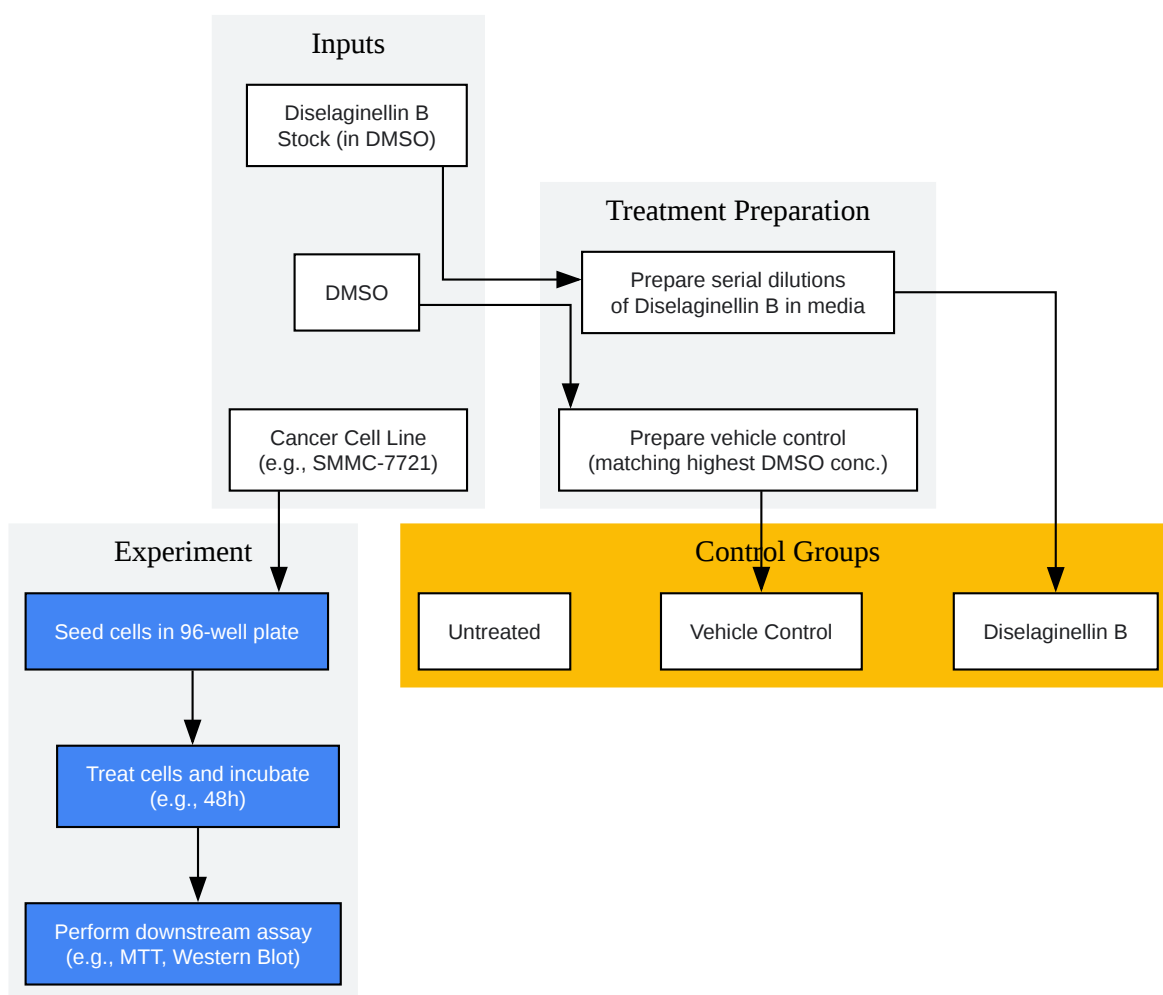 Inputs
Diselaginellin B
Stock (in DMSO)
Treatment Preparation
DMSO
Prepare serial dilutions
of Diselaginellin B in media
Cancer Cell Line
(e.g., SMMC-7721)
Prepare vehicle control
(matching highest DMSO conc.)
Experiment
Control Groups
Seed cells in 96-well plate
Untreated
Vehicle Control
Diselaginellin B
Treat cells and incubate
(e.g., 48h)
Perform downstream assay
(e.g., MTT, Western Blot)